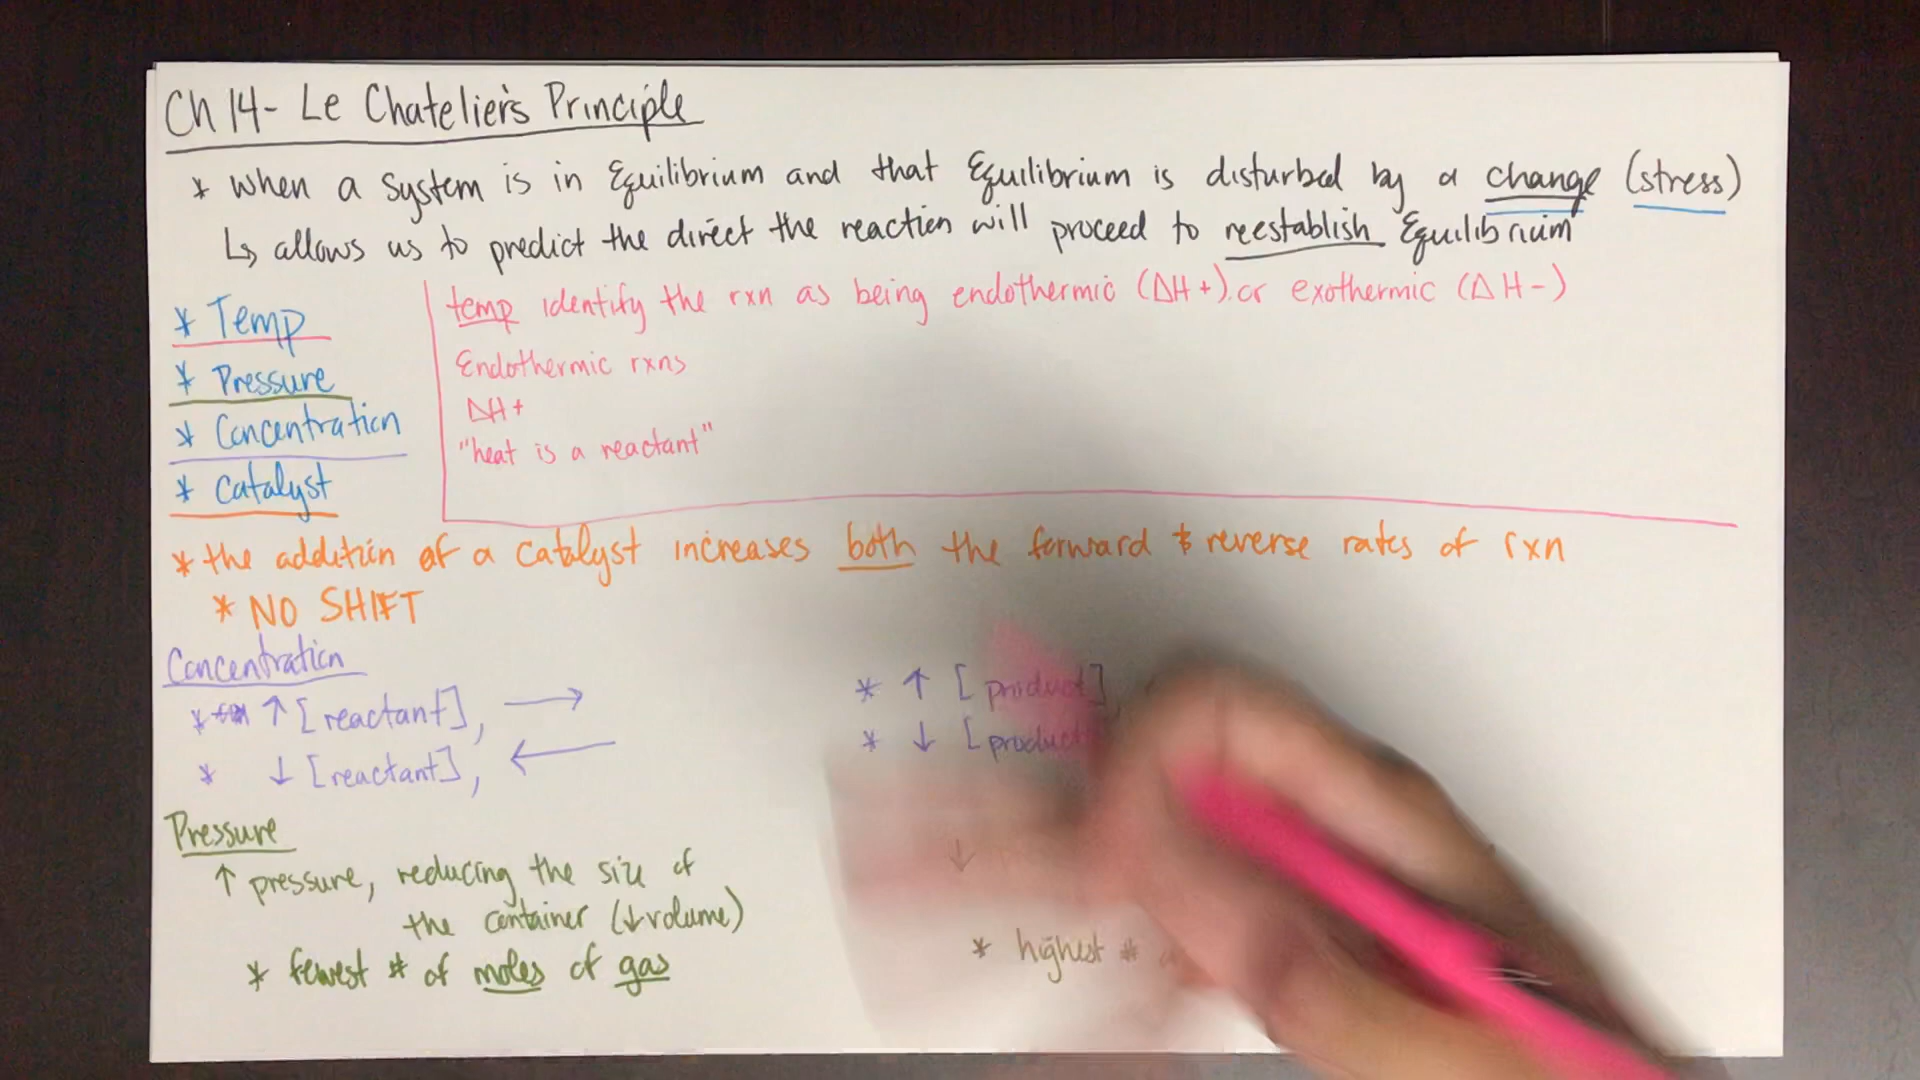 Ch 14 - Le Chatelier's Principle
* When a system is in Equilibrium and that Equilibrium is disturbed by a change (stress)
↳ allows us to predict the direct the reaction will proceed to reestablish Equilibrium
* Temp
* Pressure
* Concentration
* Catalyst
temp identify the rxn as being endothermic (ΔH+) or exothermic (ΔH-)
Endothermic rxns
ΔH+
"heat is a reactant"
* the addition of a catalyst increases both the forward & reverse rates of rxn
* NO SHIFT
Concentration
* ↑ [reactant], →
* ↓ [reactant], ←
* ↑ [product],
* ↓ [product
Pressure
↑ pressure, reducing the size of
the container (↓volume)
* fewest # of moles of gas
↓
* highest #